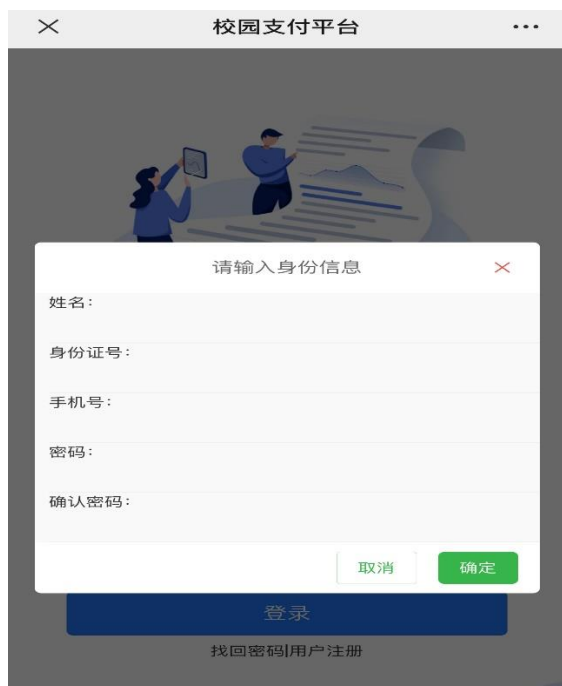 校园支付平台
请输入身份信息
姓名：
身份证号：
手机号：
密码：
确认密码：
取消 确定
登录
找回密码|用户注册